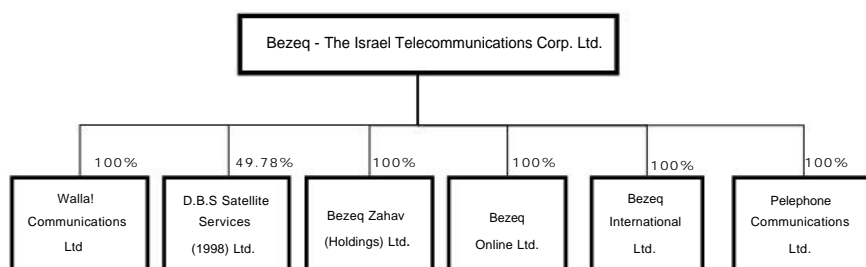 Bezeq - The Israel Telecommunications Corp. Ltd.
100%
49.78%
100%
100%
100%
100%
Walla!
Communications
Ltd
D.B.S Satellite
Services
(1998) Ltd.
Bezeq Zahav
(Holdings) Ltd.
Bezeq
Online Ltd.
Bezeq
International
Ltd.
Pelephone
Communications
Ltd.